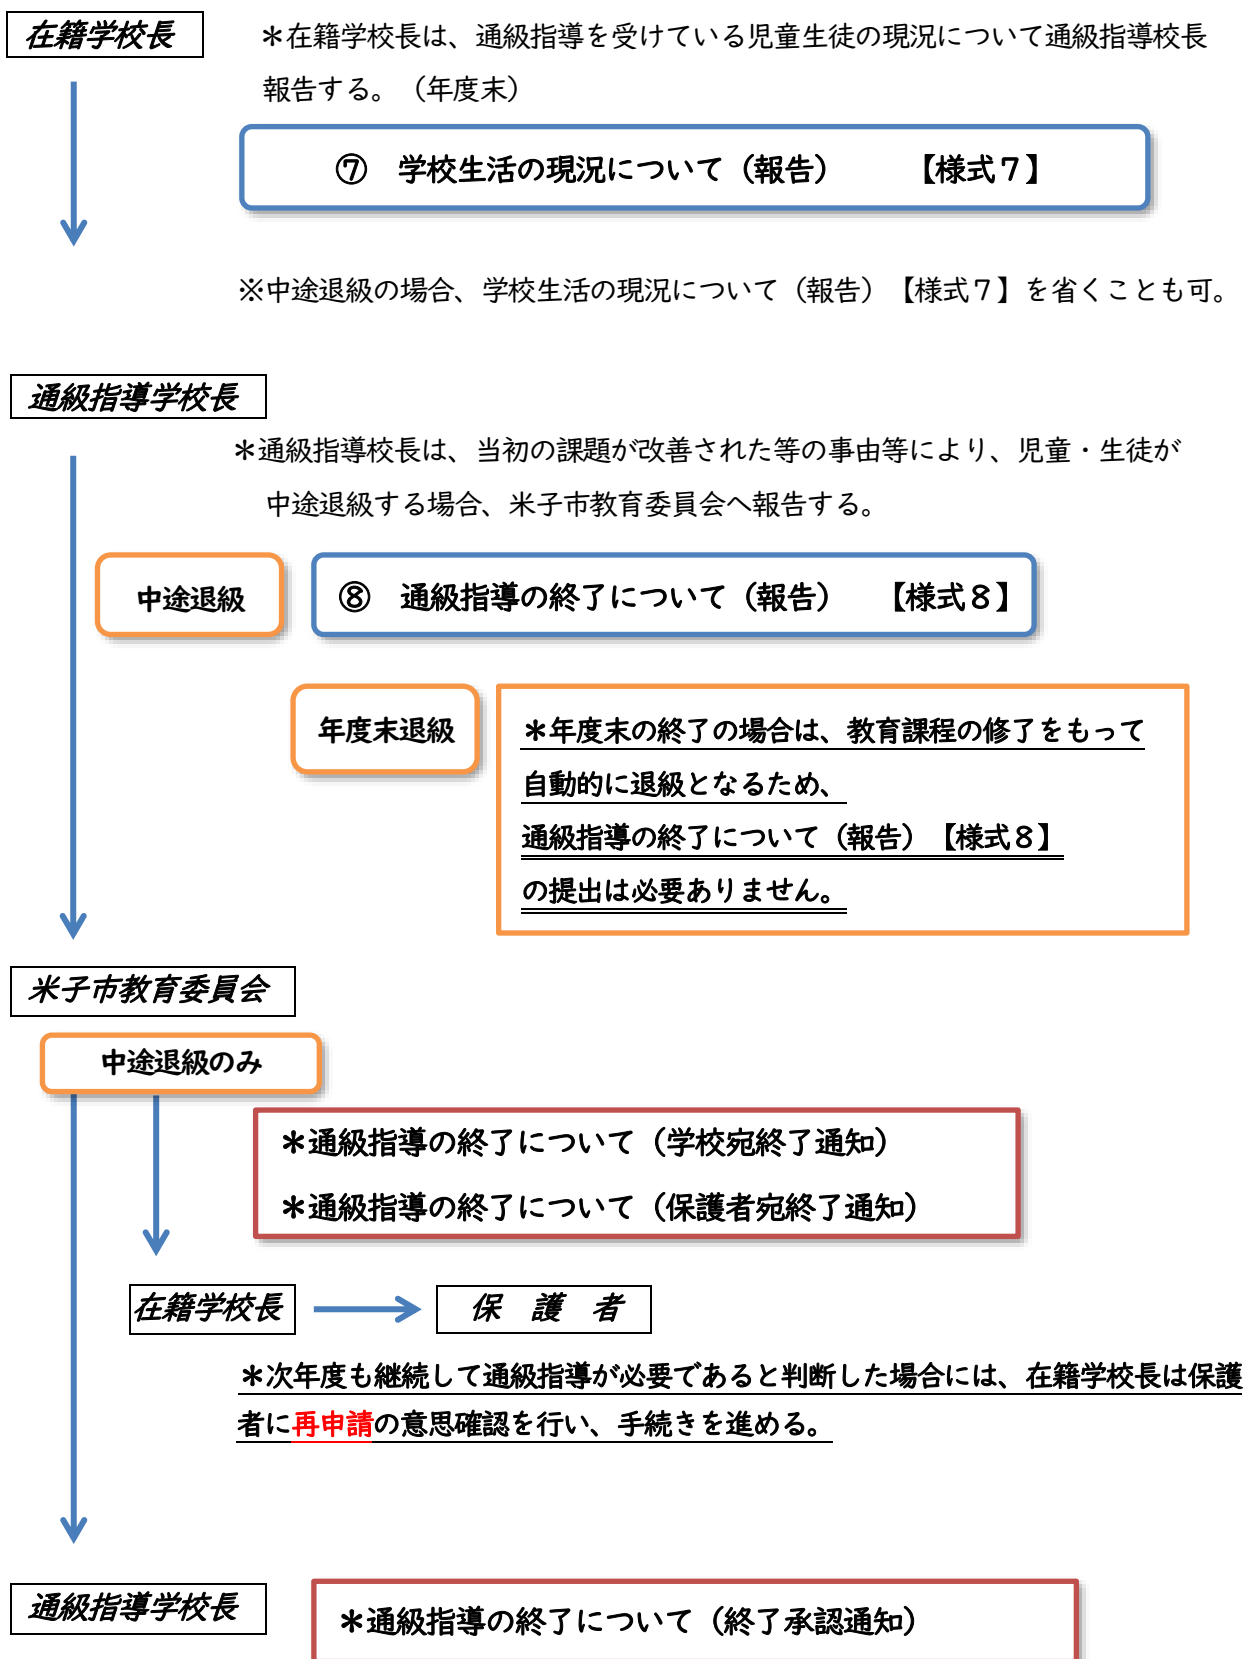 在籍学校長
＊在籍学校長は、通級指導を受けている児童生徒の現況について通級指導校長
報告する。（年度末）
⑦　学校生活の現況について（報告）　　【様式７】
※中途退級の場合、学校生活の現況について（報告）【様式７】を省くことも可。
通級指導学校長
＊通級指導校長は、当初の課題が改善された等の事由等により、児童・生徒が
中途退級する場合、米子市教育委員会へ報告する。
中途退級
⑧　通級指導の終了について（報告）　【様式８】
年度末退級
＊年度末の終了の場合は、教育課程の修了をもって
自動的に退級となるため、
通級指導の終了について（報告）【様式８】
の提出は必要ありません。
米子市教育委員会
中途退級のみ
＊通級指導の終了について（学校宛終了通知）
＊通級指導の終了について（保護者宛終了通知）
在籍学校長
保　護　者
＊次年度も継続して通級指導が必要であると判断した場合には、在籍学校長は保護
者に再申請の意思確認を行い、手続きを進める。
通級指導学校長
＊通級指導の終了について（終了承認通知）